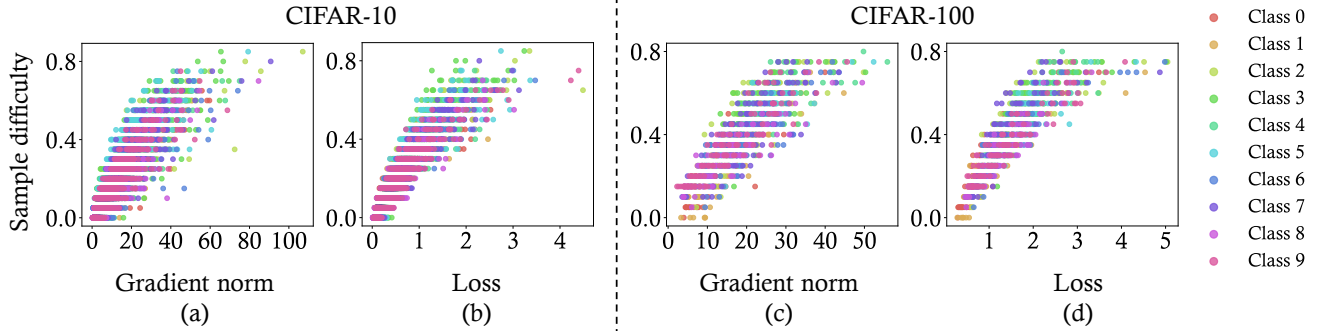 CIFAR-10
CIFAR-100
Sample difficulty
0.8
0.4
0.0
0 20 40 60 80 100
Gradient norm
(a)
0.8
0.4
0.0
0 1 2 3 4
Loss
(b)
0.8
0.4
0.0
0 10 20 30 40 50
Gradient norm
(c)
0.8
0.4
0.0
1 2 3 4 5
Loss
(d)
Class 0
Class 1
Class 2
Class 3
Class 4
Class 5
Class 6
Class 7
Class 8
Class 9